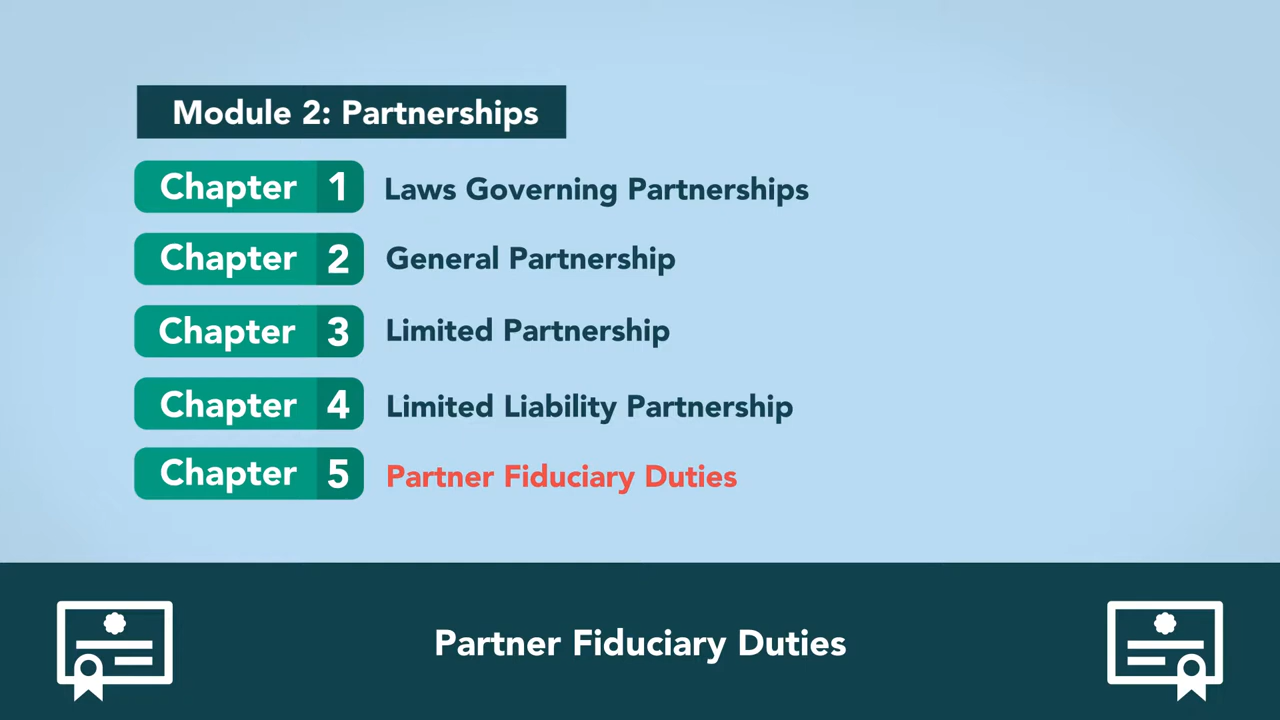 Module 2: Partnerships
Chapter 1 Laws Governing Partnerships
Chapter 2 General Partnership
Chapter 3 Limited Partnership
Chapter 4 Limited Liability Partnership
Chapter 5 Partner Fiduciary Duties
Partner Fiduciary Duties